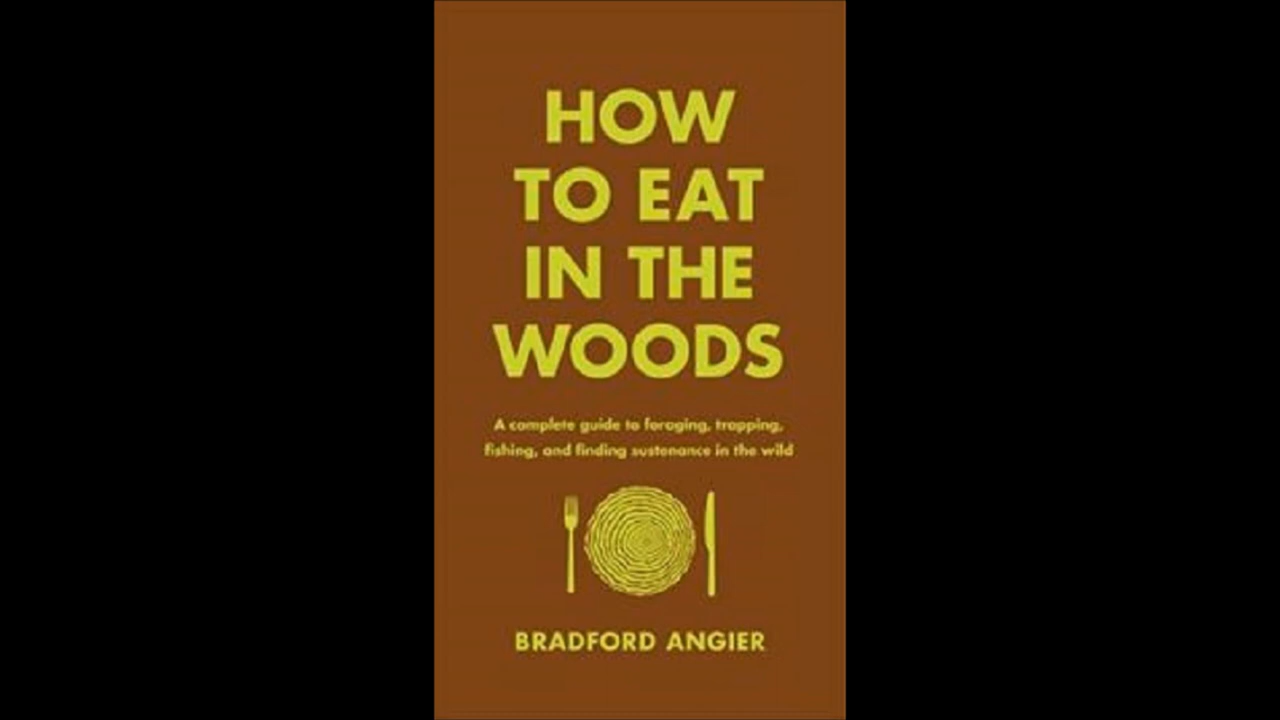 HOW
TO EAT
IN THE
WOODS
A complete guide to foraging, trapping,
fishing, and finding sustenance in the wild
BRADFORD ANGIER